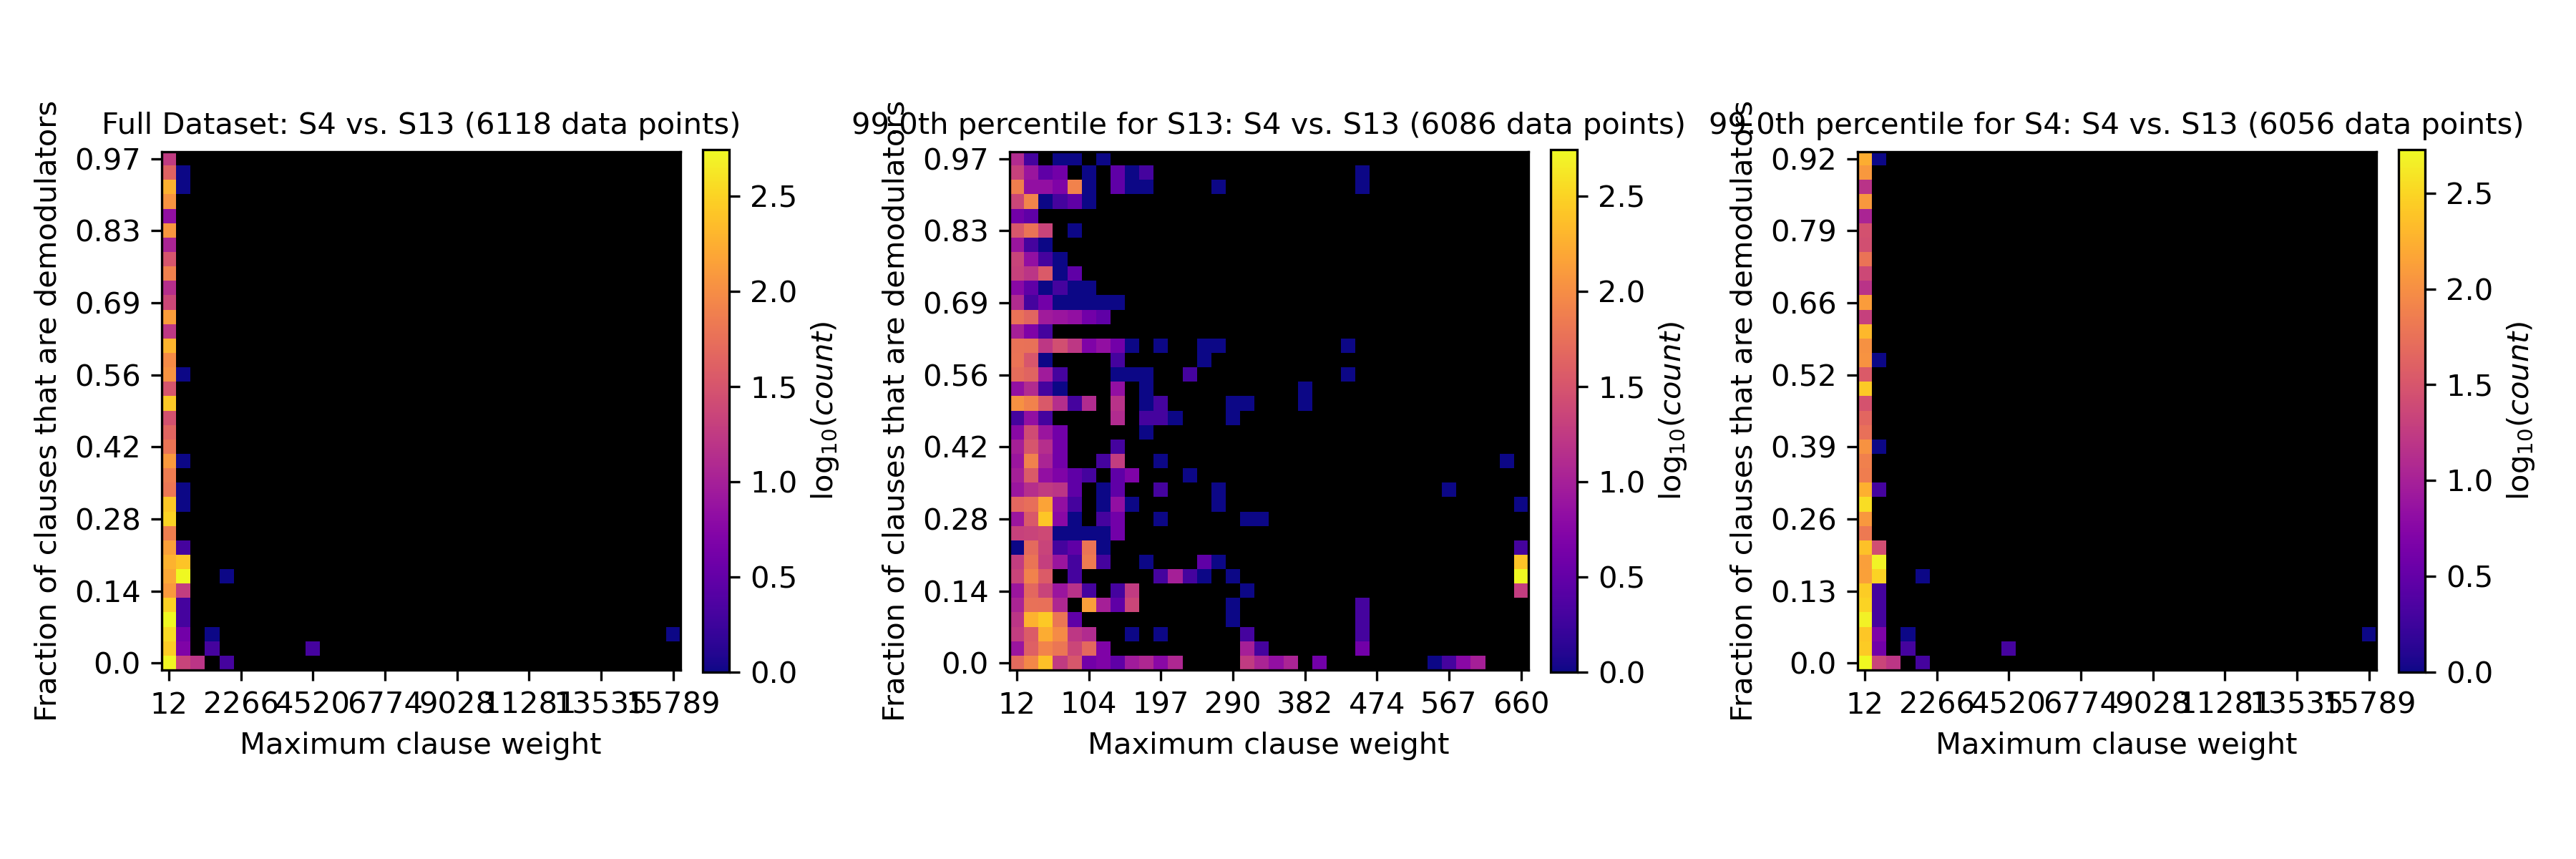 Full Dataset: S4 vs. S13 (6118 data points)
Fraction of clauses that are demodulators
0.97
0.83
0.69
0.56
0.42
0.28
0.14
0.0
12 2266 4520 6774 9028 11281 13535 15789
Maximum clause weight
2.5
2.0
1.5
1.0
0.5
0.0
log10(count)
99.0th percentile for S13: S4 vs. S13 (6086 data points)
Fraction of clauses that are demodulators
0.97
0.83
0.69
0.56
0.42
0.28
0.14
0.0
12 104 197 290 382 474 567 660
Maximum clause weight
2.5
2.0
1.5
1.0
0.5
0.0
log10(count)
99.0th percentile for S4: S4 vs. S13 (6056 data points)
Fraction of clauses that are demodulators
0.92
0.79
0.66
0.52
0.39
0.26
0.13
0.0
12 2266 4520 6774 9028 11281 13535 15789
Maximum clause weight
2.5
2.0
1.5
1.0
0.5
0.0
log10(count)